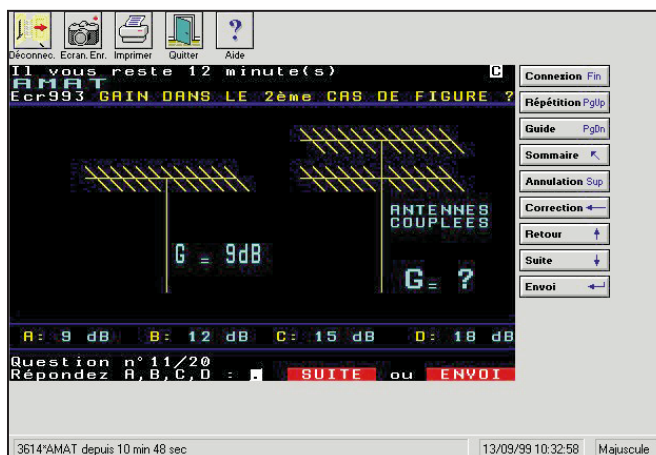 Déconnec. Ecran. Enr. Imprimer Quitter Aide
Il vous reste 12 minute(s) C
AMAT
Ecr993 GAIN DANS LE 2ème CAS DE FIGURE ?
ANTENNES
COUPLEES
G = 9dB
G = ?
A: 9 dB B: 12 dB C: 15 dB D: 18 dB
Question n°11/20
Répondez A,B,C,D : . SUITE ou ENVOI
Connexion Fin
Répétition PgUp
Guide PgDn
Sommaire ↖
Annulation Sup
Correction ←
Retour ↑
Suite ↓
Envoi ↵
3614*AMAT depuis 10 min 48 sec 13/09/99 10:32:58 Majuscule